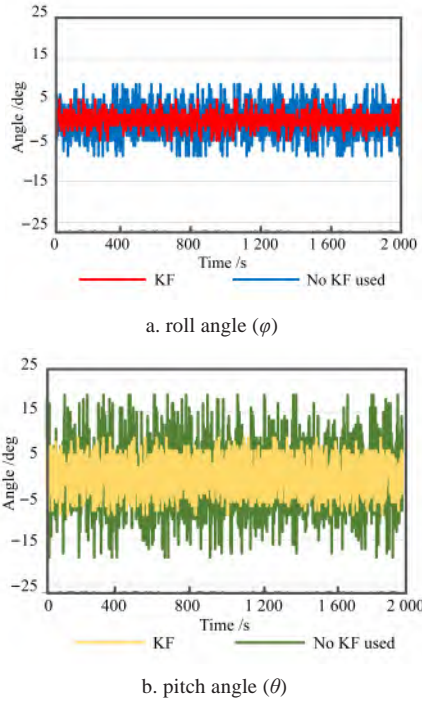 25
15
5
−5
−15
−25
Angle /deg
0 400 800 1 200 1 600 2 000
Time /s
KF No KF used
a. roll angle (φ)
25
15
5
−5
−15
−25
Angle /deg
0 400 800 1 200 1 600 2 000
Time /s
KF No KF used
b. pitch angle (θ)